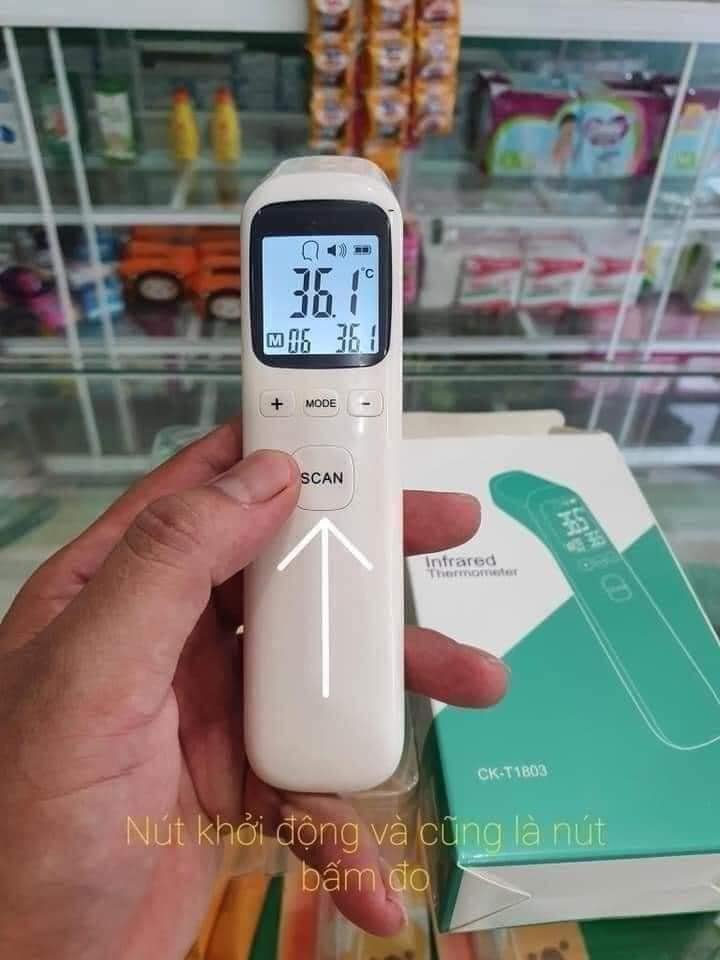 36.1 °C
M 06 36.1
+ MODE -
SCAN
Infrared
Thermometer
CK-T1803
Nút khởi động và cũng là nút
bấm đo